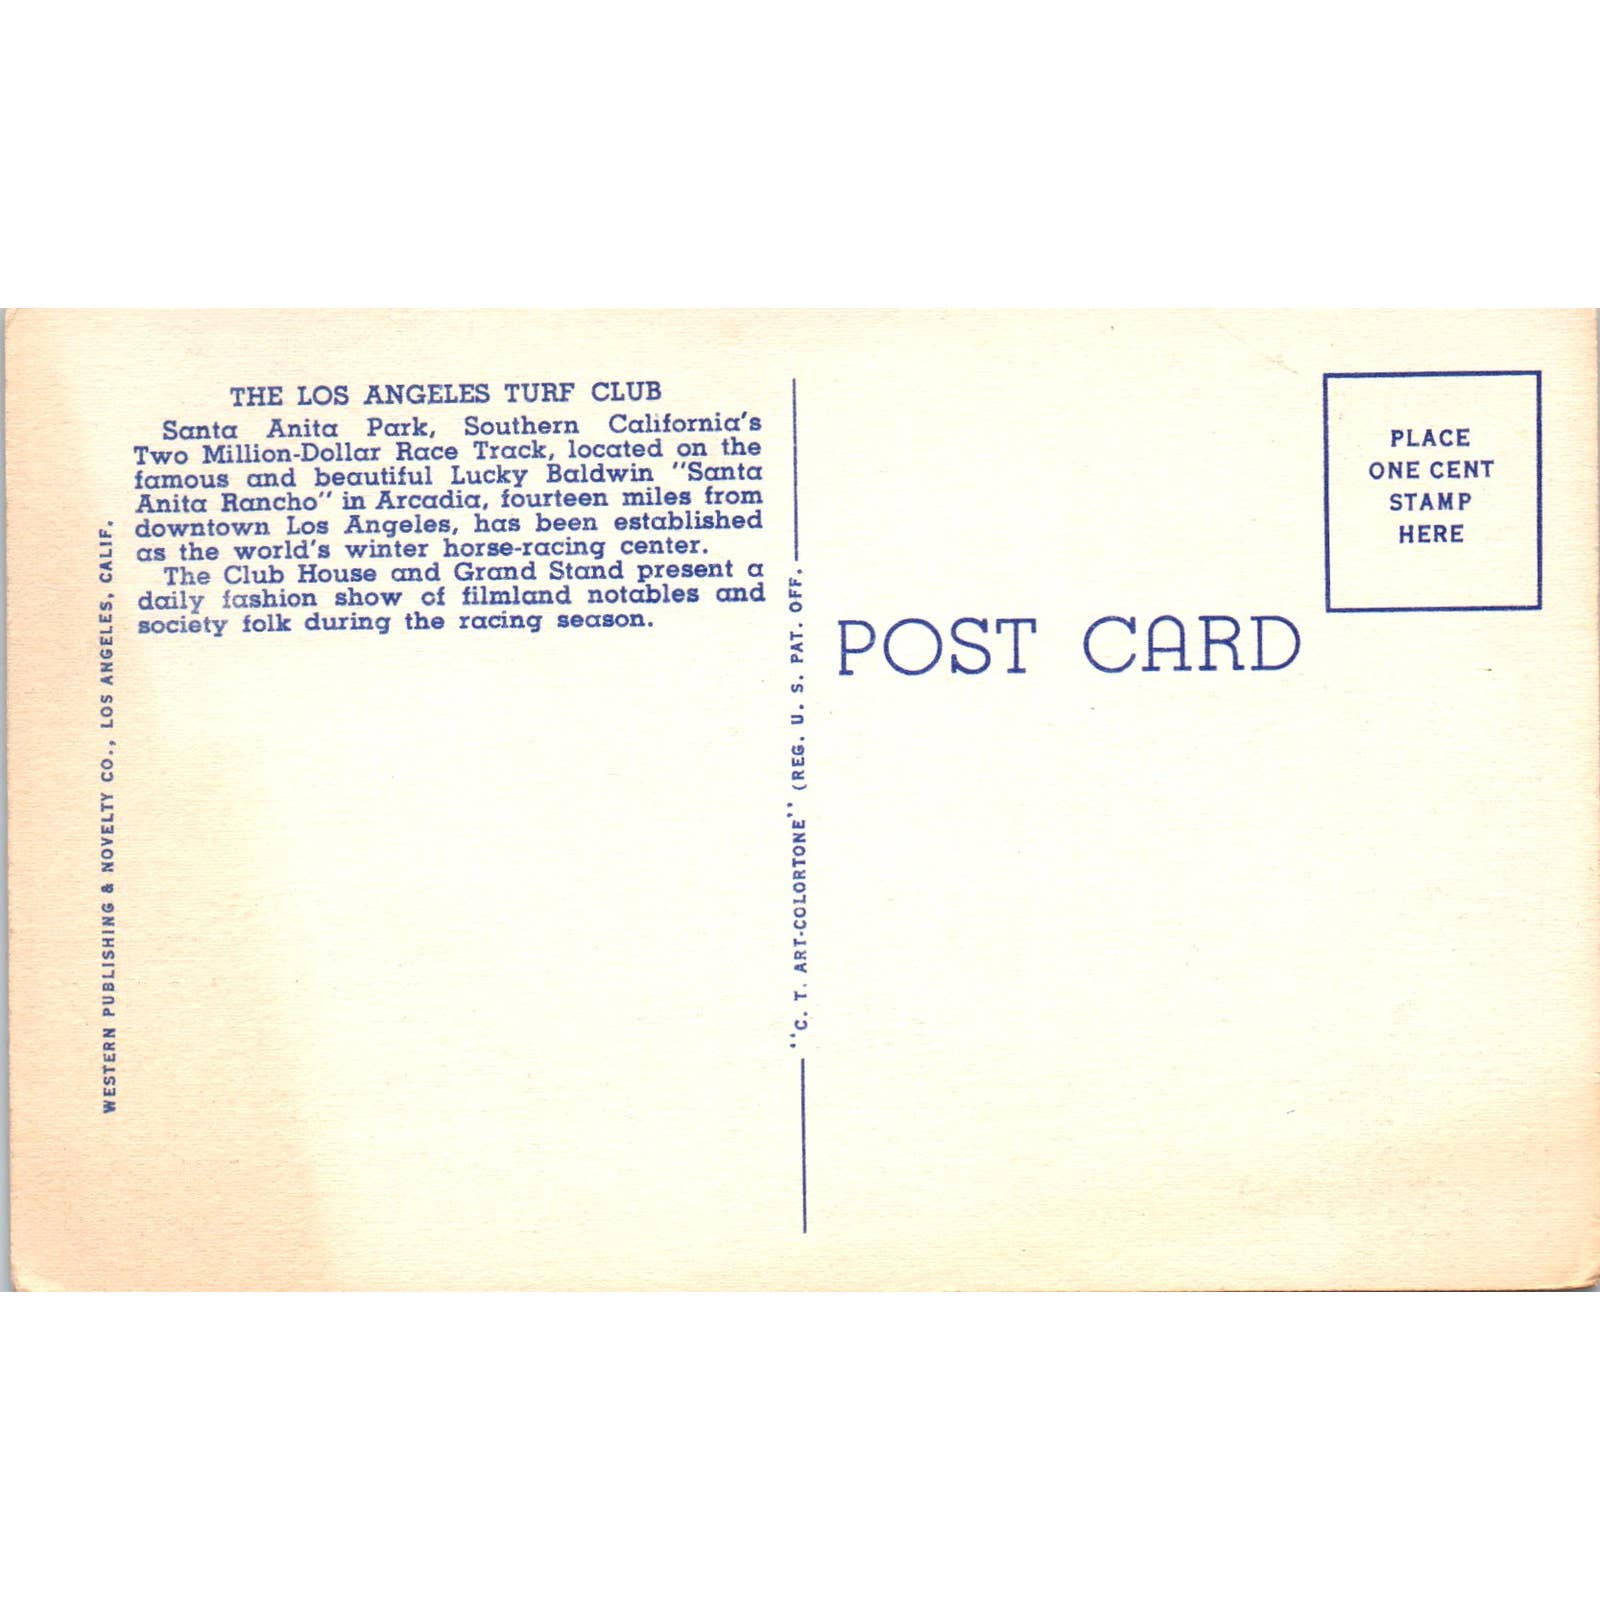 THE LOS ANGELES TURF CLUB
Santa Anita Park, Southern California's
Two Million-Dollar Race Track, located on the
famous and beautiful Lucky Baldwin "Santa
Anita Rancho" in Arcadia, fourteen miles from
downtown Los Angeles, has been established
as the world's winter horse-racing center.
The Club House and Grand Stand present a
daily fashion show of filmland notables and
society folk during the racing season.
WESTERN PUBLISHING & NOVELTY CO., LOS ANGELES, CALIF.
"C. T. ART-COLORTONE" (REG. U. S. PAT. OFF.
POST CARD
PLACE
ONE CENT
STAMP
HERE